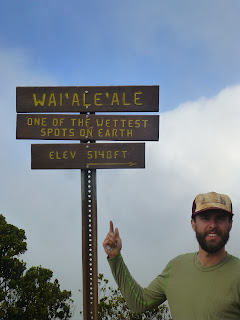 WAI'ALE'ALE
ONE OF THE WETTEST
SPOTS ON EARTH
ELEV 5148FT